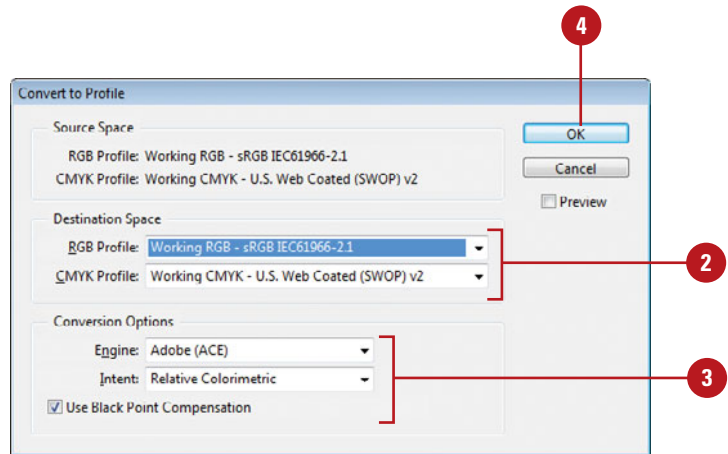 4
Convert to Profile
Source Space
RGB Profile: Working RGB - sRGB IEC61966-2.1
CMYK Profile: Working CMYK - U.S. Web Coated (SWOP) v2
OK
Cancel
Preview
Destination Space
RGB Profile: Working RGB - sRGB IEC61966-2.1
CMYK Profile: Working CMYK - U.S. Web Coated (SWOP) v2
2
Conversion Options
Engine: Adobe (ACE)
Intent: Relative Colorimetric
Use Black Point Compensation
3